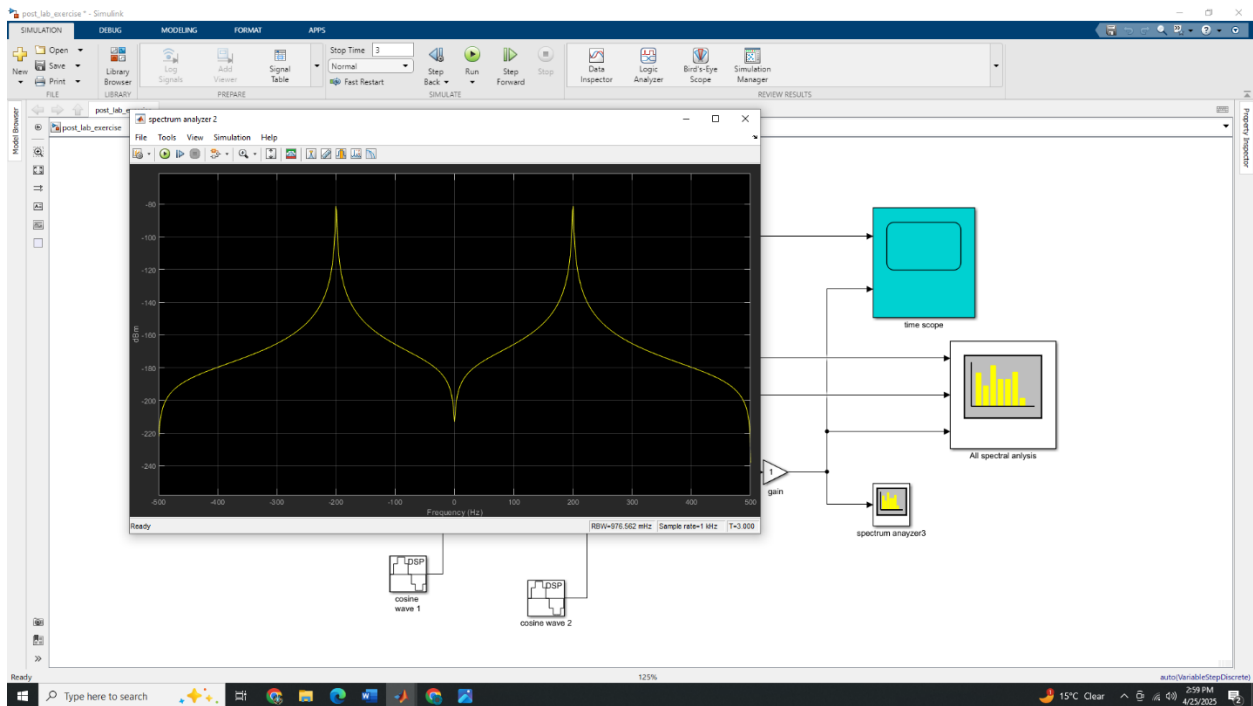 post_lab_exercise * - Simulink
SIMULATION DEBUG MODELING FORMAT APPS
New
Open
Save
Print
FILE
Library Browser
LIBRARY
Log Signals
Add Viewer
Signal Table
PREPARE
Stop Time 3
Normal
Fast Restart
Step Back
Run
Step Forward
Stop
SIMULATE
Data Inspector
Logic Analyzer
Bird's-Eye Scope
Simulation Manager
REVIEW RESULTS
Model Browser
post_lab_e
post_lab_exercise
Property Inspector
spectrum analyzer 2
File Tools View Simulation Help
dBm
-80
-100
-120
-140
-160
-180
-200
-220
-240
-500 -400 -300 -200 -100 0 100 200 300 400 500
Frequency (Hz)
Ready RBW=976.562 mHz Sample rate=1 kHz T=3.000
time scope
All spectral anlysis
1
gain
spectrum anayzer3
DSP
cosine wave 1
DSP
cosine wave 2
Ready 125% auto(VariableStepDiscrete)
Type here to search
15°C Clear
2:59 PM
4/25/2025
2